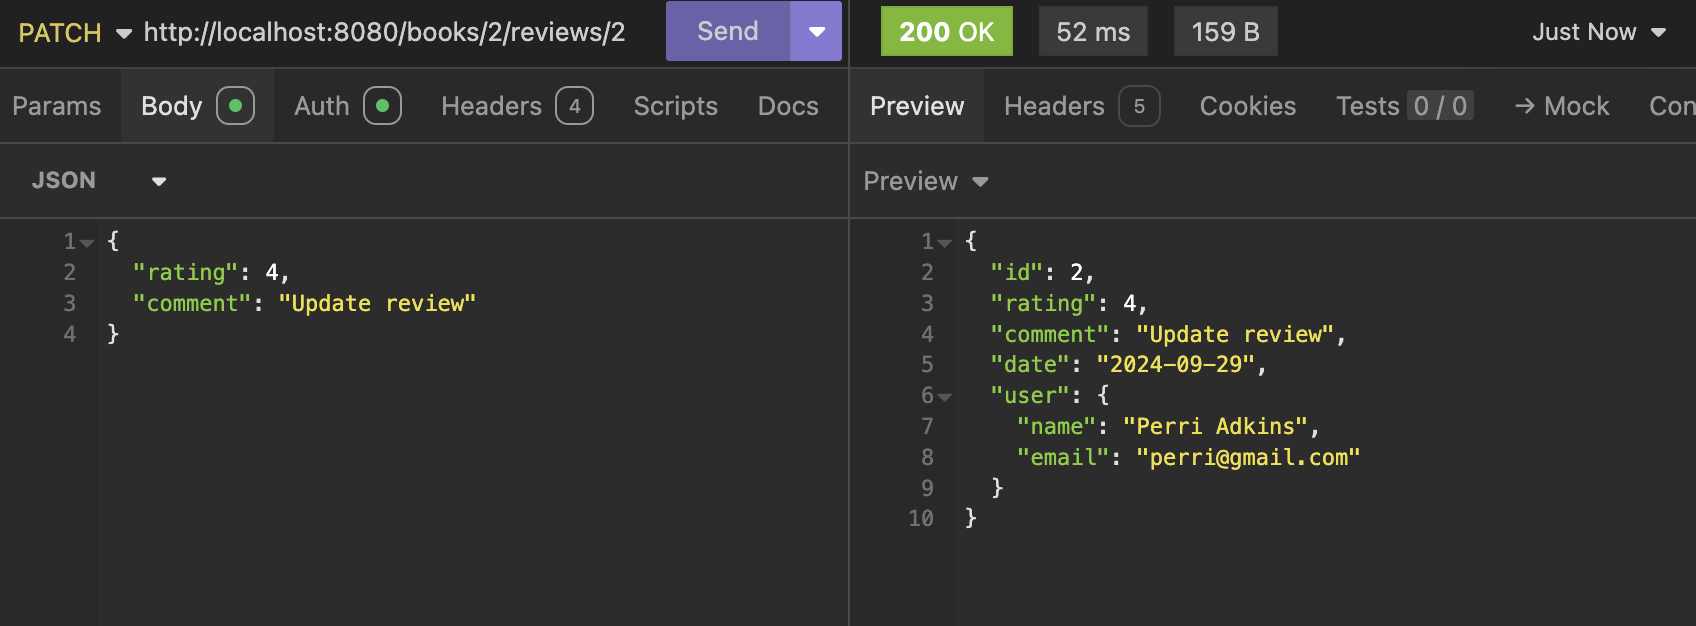 PATCH http://localhost:8080/books/2/reviews/2 Send
Params Body Auth Headers 4 Scripts Docs
JSON
1 {
2 "rating": 4,
3 "comment": "Update review"
4 }
200 OK 52 ms 159 B Just Now
Preview Headers 5 Cookies Tests 0 / 0 → Mock Con
Preview
1 {
2 "id": 2,
3 "rating": 4,
4 "comment": "Update review",
5 "date": "2024-09-29",
6 "user": {
7 "name": "Perri Adkins",
8 "email": "perri@gmail.com"
9 }
10 }